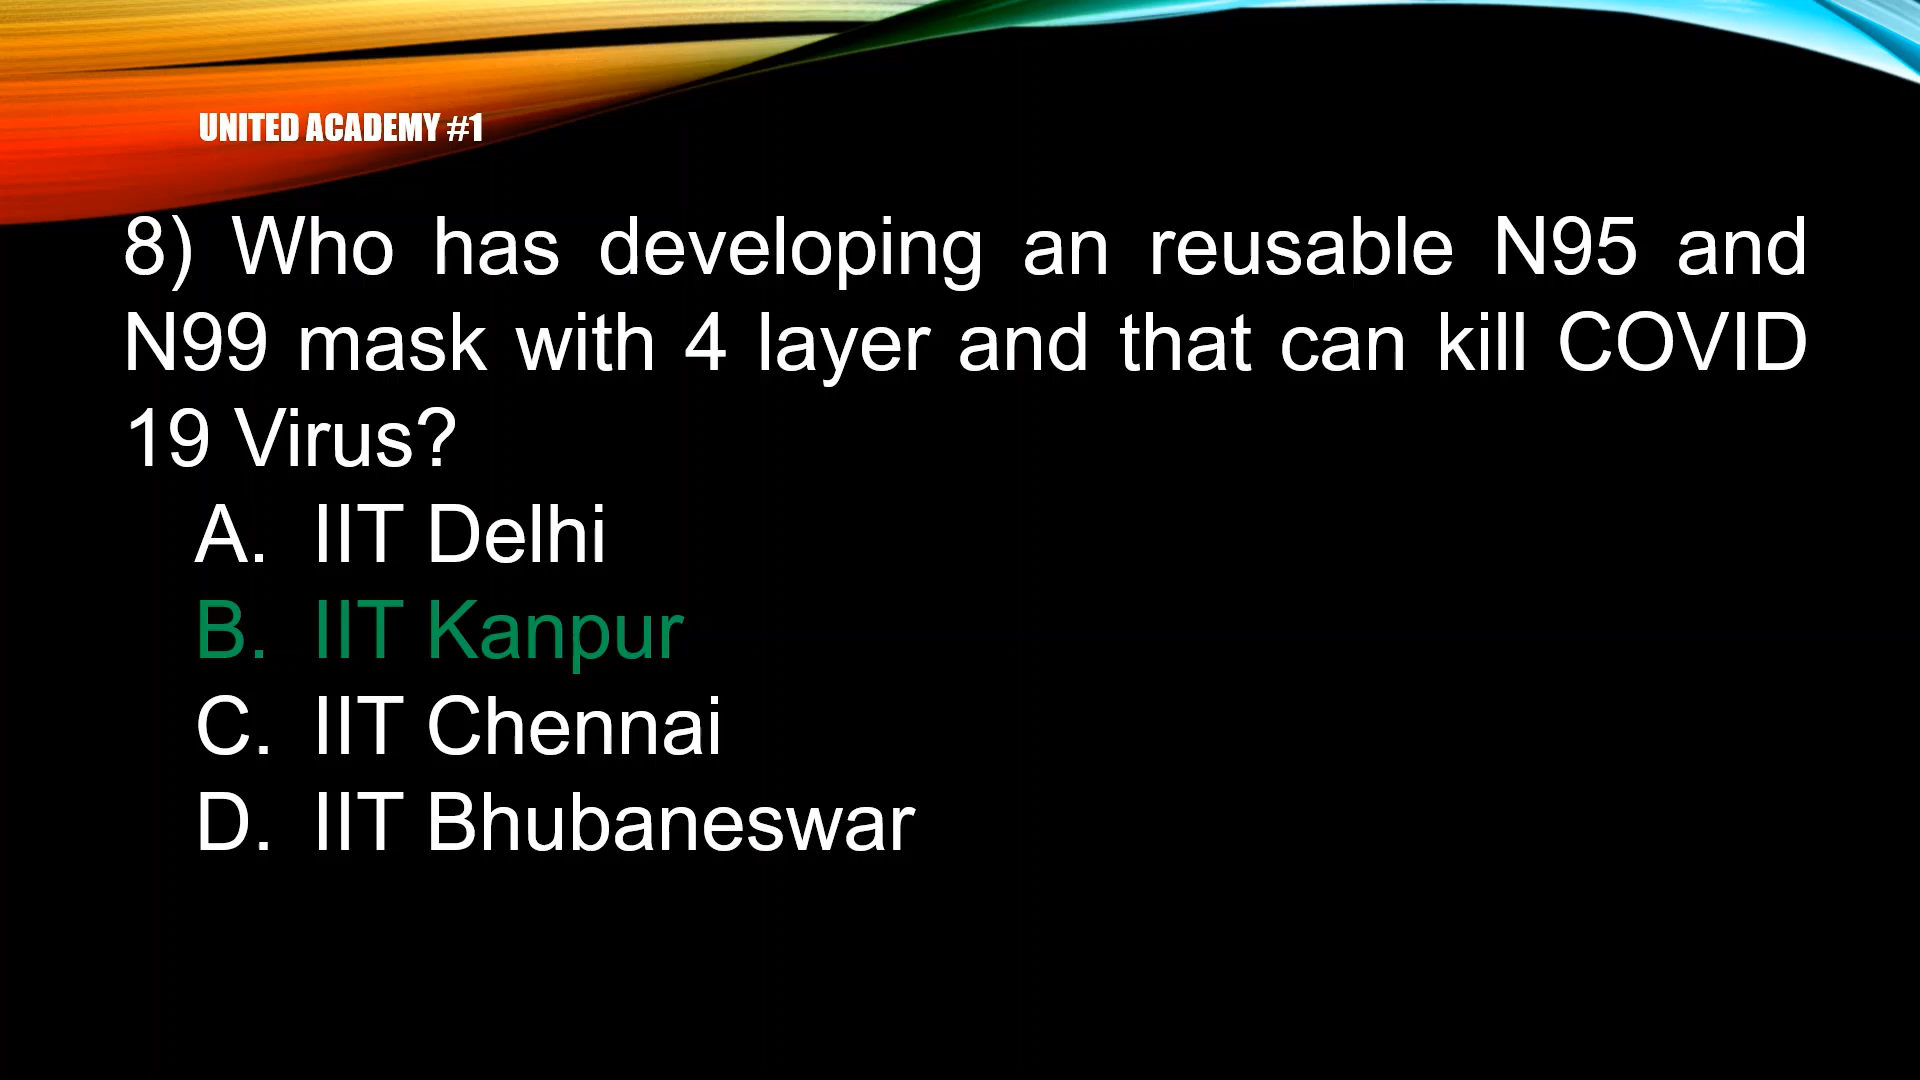 UNITED ACADEMY #1
8) Who has developing an reusable N95 and
N99 mask with 4 layer and that can kill COVID
19 Virus?
A. IIT Delhi
B. IIT Kanpur
C. IIT Chennai
D. IIT Bhubaneswar